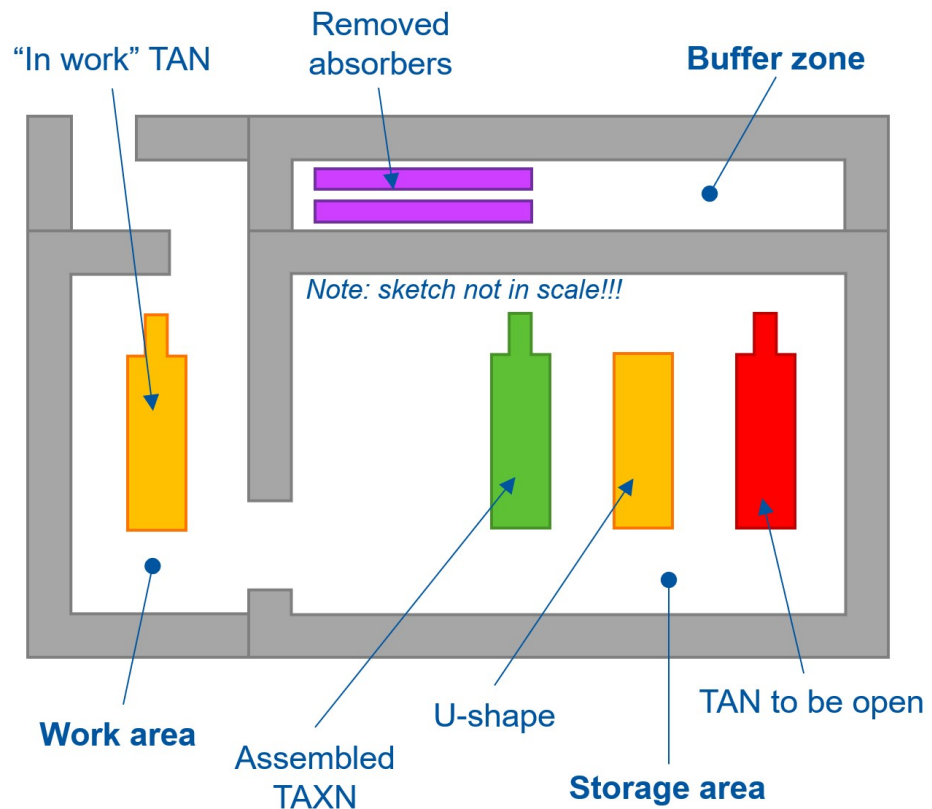 “In work” TAN
Removed
absorbers
Buffer zone
Note: sketch not in scale!!!
Work area
Assembled
TAXN
U-shape
Storage area
TAN to be open